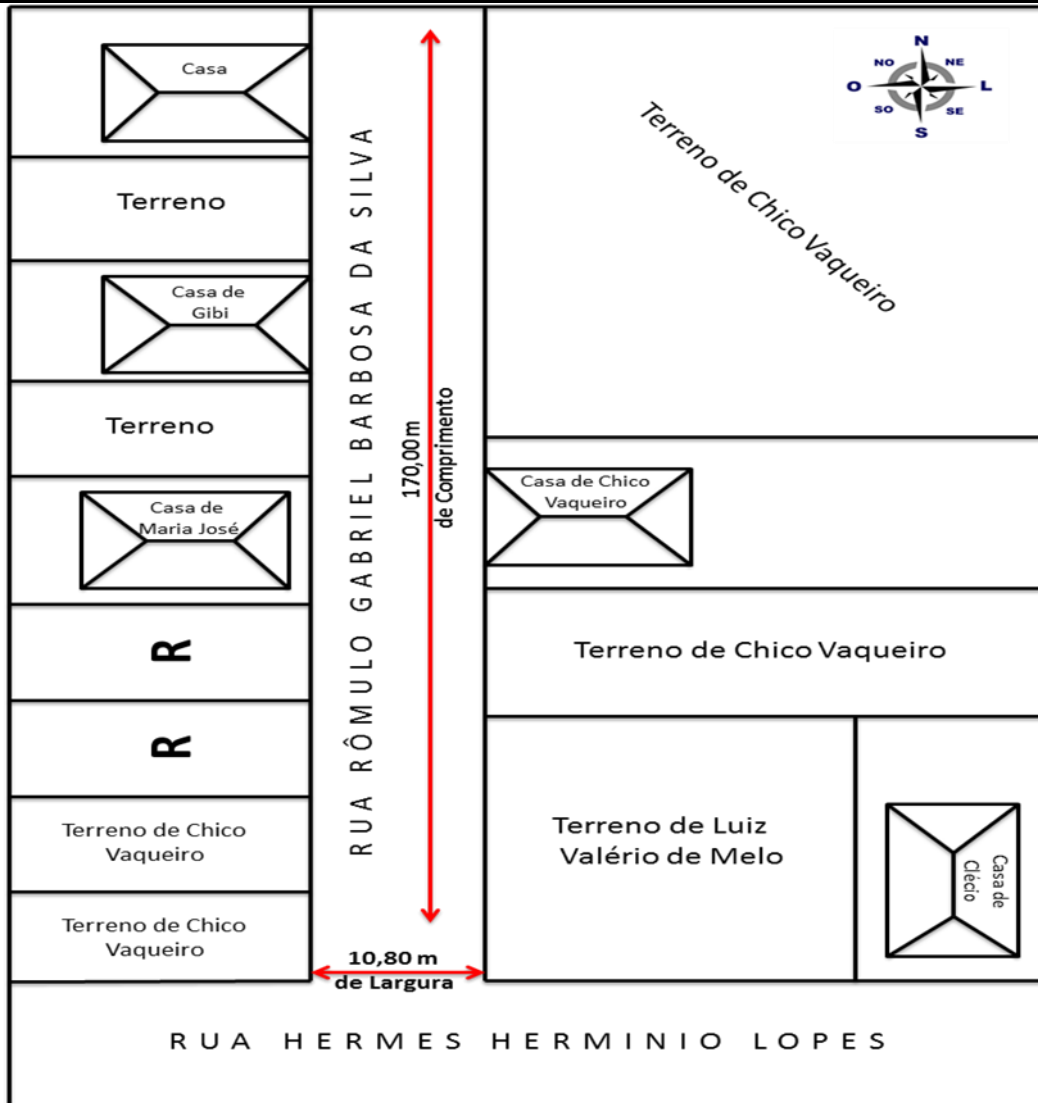 Casa
Terreno
Casa de
Gibi
Terreno
Casa de
Maria José
R
R
Terreno de Chico
Vaqueiro
Terreno de Chico
Vaqueiro
RUA RÔMULO GABRIEL BARBOSA DA SILVA
170,00 m
de Comprimento
10,80 m
de Largura
N
NO
NE
O
L
SO
SE
S
Terreno de Chico Vaqueiro
Casa de Chico
Vaqueiro
Terreno de Chico Vaqueiro
Terreno de Luiz
Valério de Melo
Casa de
Clécio
RUA HERMES HERMINIO LOPES